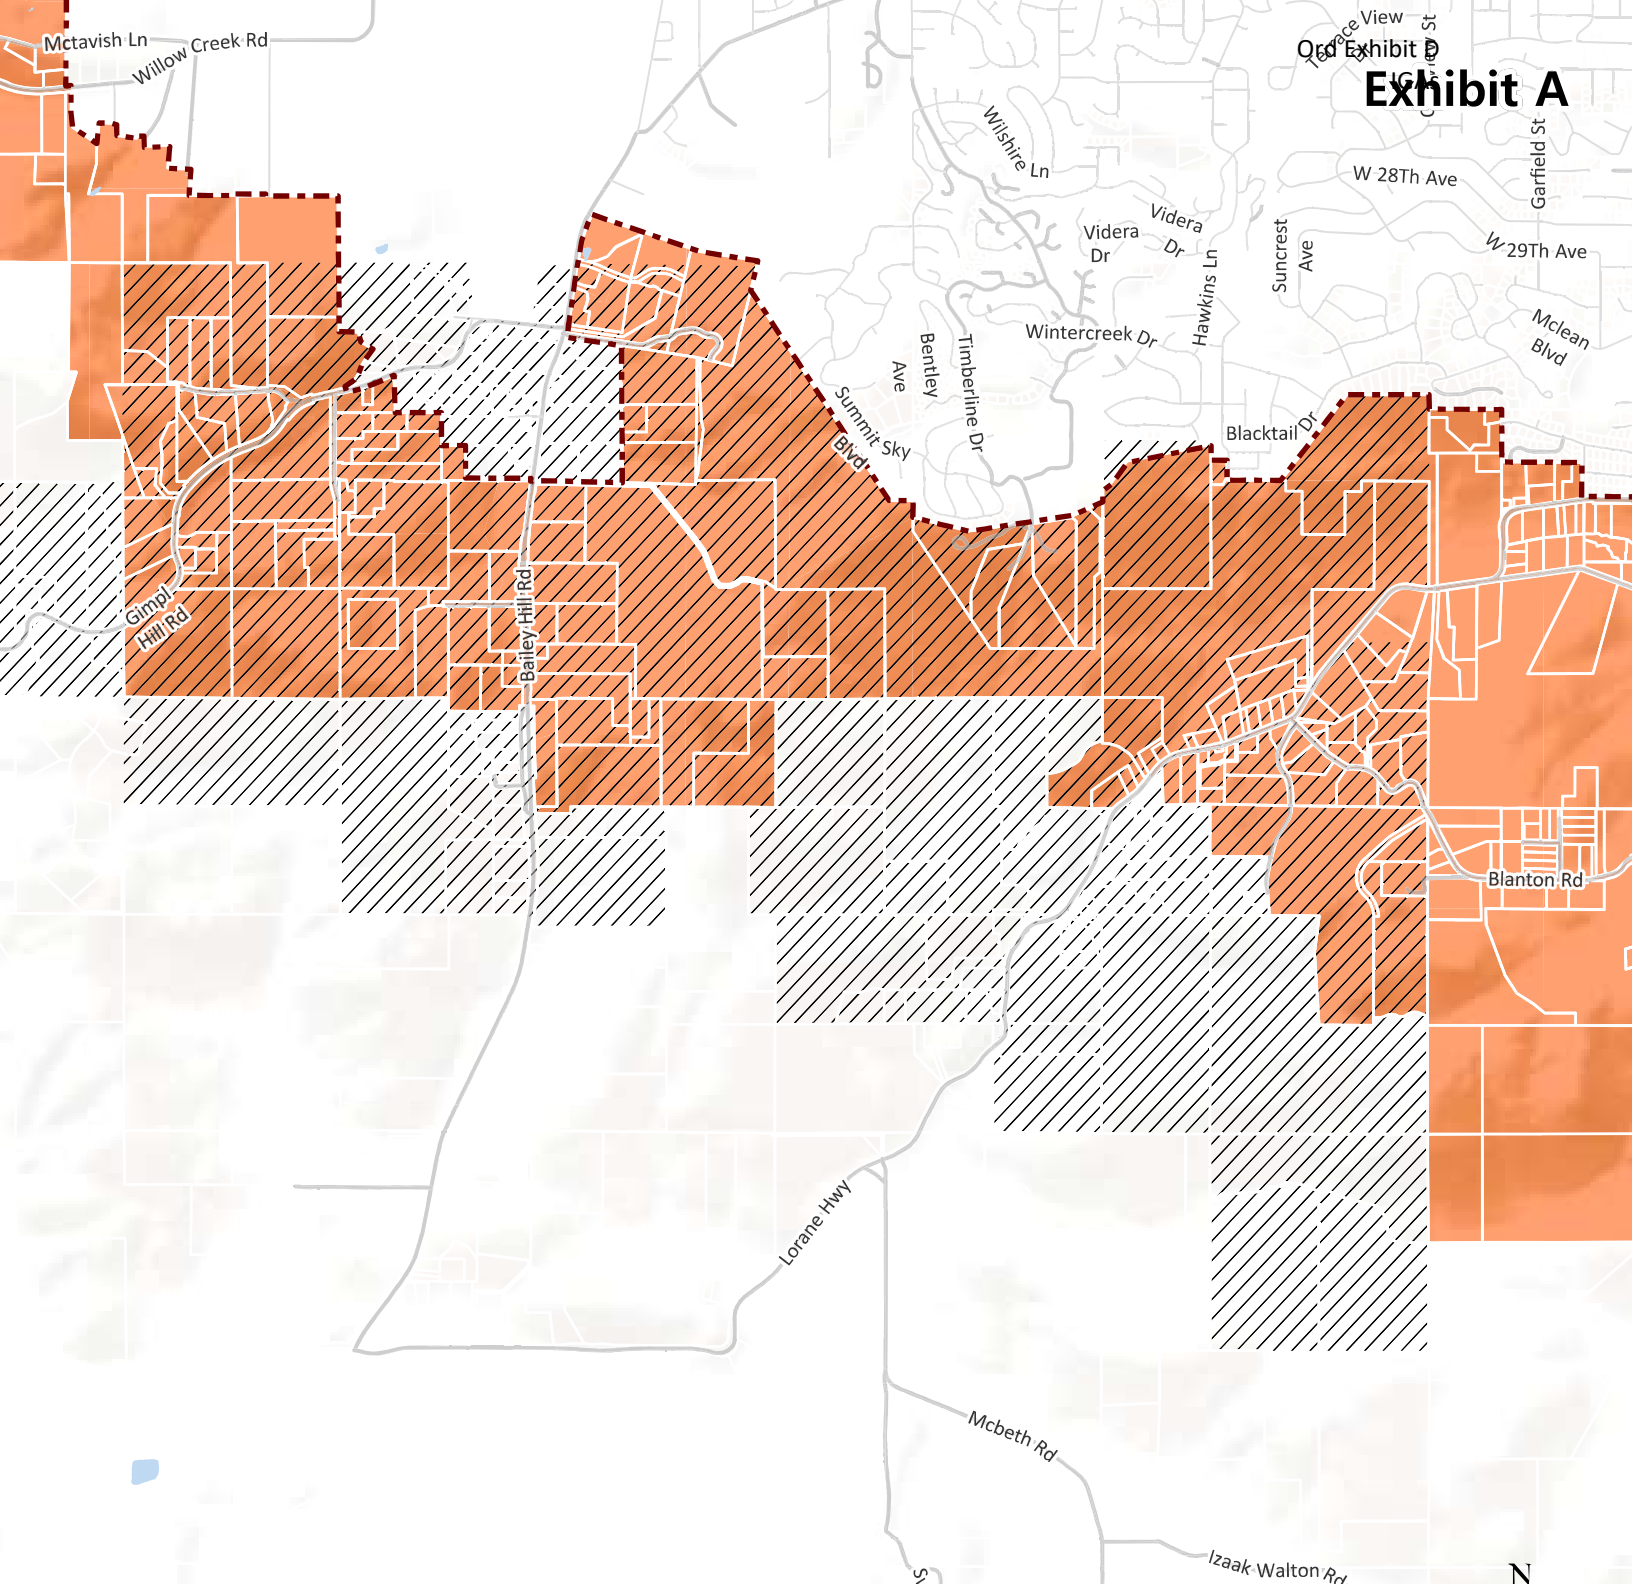 Mctavish Ln
Willow Creek Rd
Terrace View
Ord Exhibit D
IGAs
Exhibit A
Garfield St
Wilshire Ln
W 28Th Ave
Videra
Dr
Videra
Dr
Suncrest
Ave
W 29Th Ave
Hawkins Ln
Wintercreek Dr
Mclean
Blvd
Bentley
Ave
Timberline Dr
Summit Sky
Blvd
Blacktail Dr
Gimpl
Hill Rd
Bailey Hill Rd
Blanton Rd
Lorane Hwy
Mcbeth Rd
Izaak Walton Rd
N